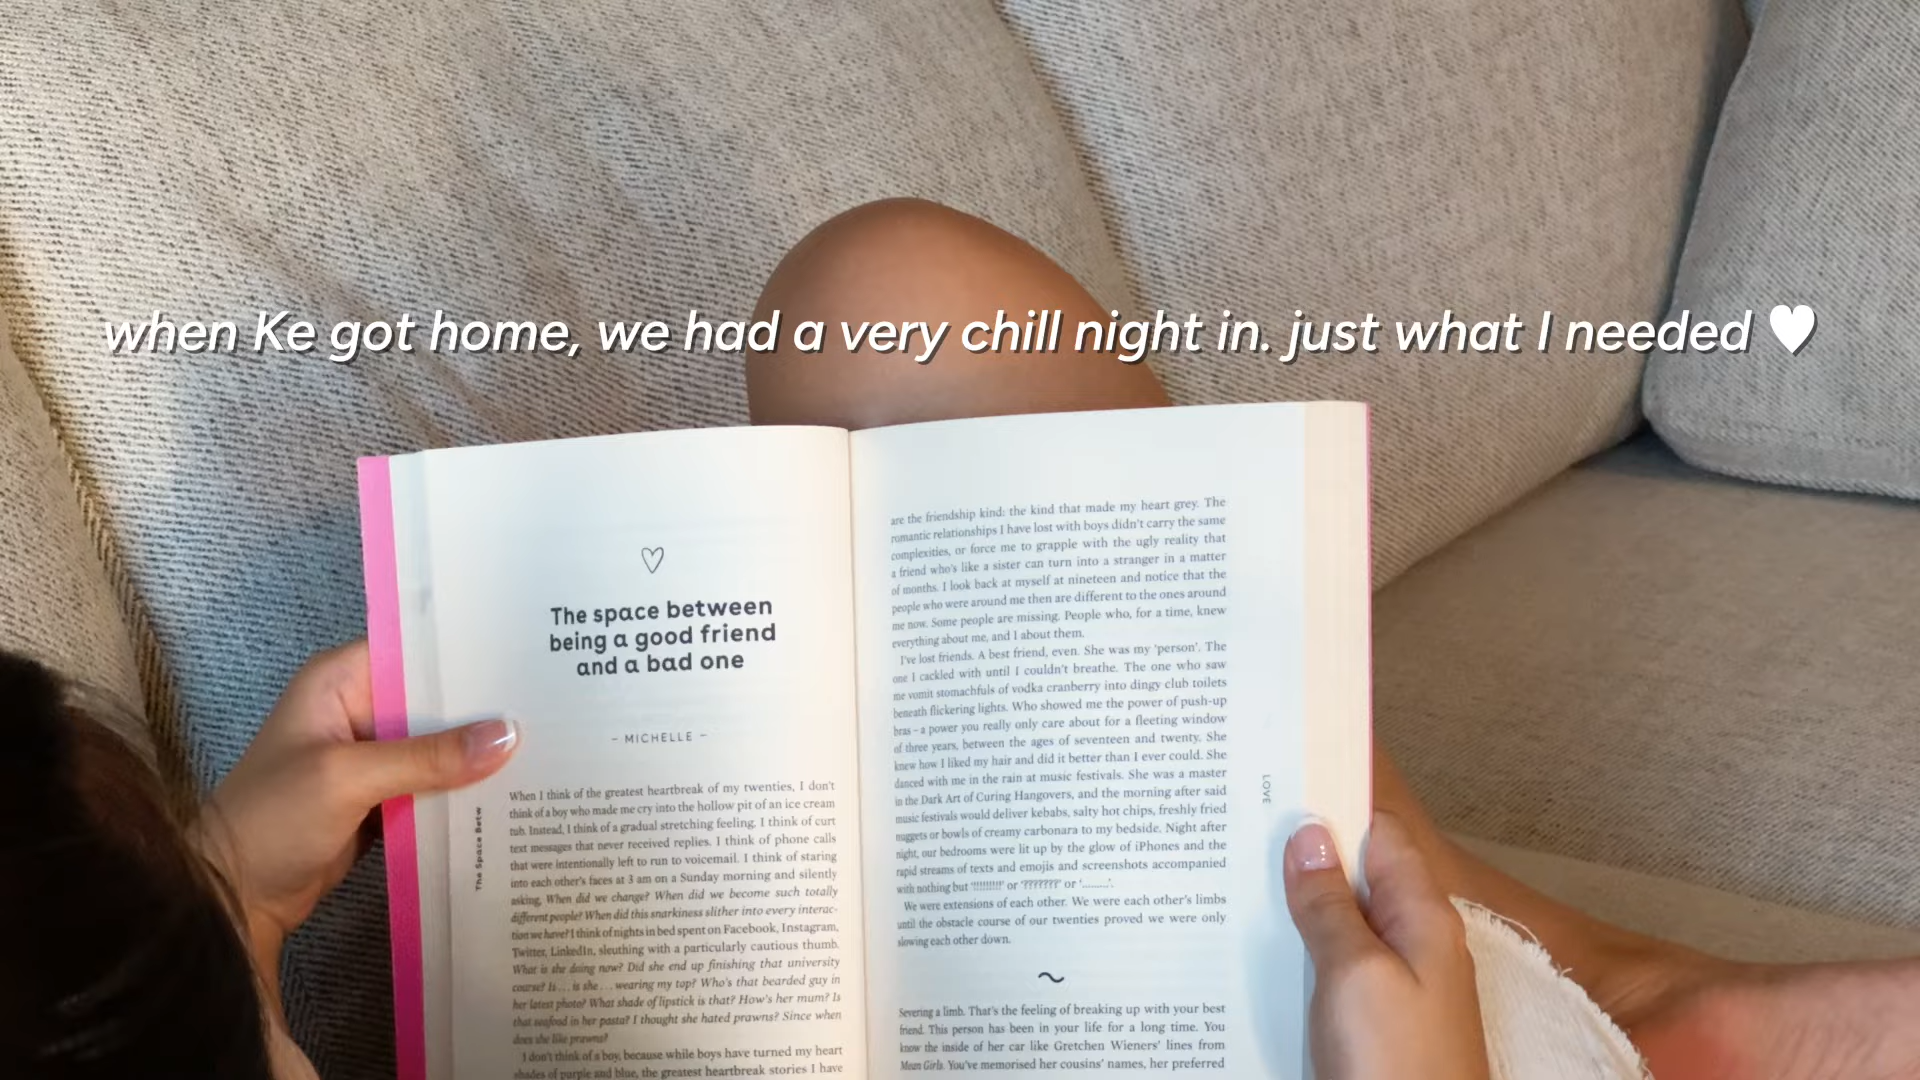 when Ke got home, we had a very chill night in. just what I needed 🤍
The space between
being a good friend
and a bad one
– MICHELLE –
The Space Betw
When I think of the greatest heartbreak of my twenties, I don't
think of a boy who made me cry into the hollow pit of an ice cream
tub. Instead, I think of a gradual stretching feeling. I think of curt
text messages that never received replies. I think of phone calls
that were intentionally left to run to voicemail. I think of staring
into each other's faces at 3 am on a Sunday morning and silently
asking, When did we change? When did we become such totally
different people? When did this snarkiness slither into every interac-
tion we have? I think of nights in bed spent on Facebook, Instagram,
Twitter, LinkedIn, sleuthing with a particularly cautious thumb.
What is she doing now? Did she end up finishing that university
course? Is . . . is she . . . wearing my top? Who's that bearded guy in
her latest photo? What shade of lipstick is that? How's her mum? Is
that seafood in her pasta? I thought she hated prawns? Since when
does she like prawns?
I don't think of a boy, because while boys have turned my heart
shades of purple and blue, the greatest heartbreak stories I have
are the friendship kind: the kind that made my heart grey. The
romantic relationships I have lost with boys didn't carry the same
complexities, or force me to grapple with the ugly reality that
a friend who's like a sister can turn into a stranger in a matter
of months. I look back at myself at nineteen and notice that the
people who were around me then are different to the ones around
me now. Some people are missing. People who, for a time, knew
everything about me, and I about them.
I've lost friends. A best friend, even. She was my 'person'. The
one I cackled with until I couldn't breathe. The one who saw
me vomit stomachfuls of vodka cranberry into dingy club toilets
beneath flickering lights. Who showed me the power of push-up
bras – a power you really only care about for a fleeting window
of three years, between the ages of seventeen and twenty. She
knew how I liked my hair and did it better than I ever could. She
danced with me in the rain at music festivals. She was a master
in the Dark Art of Curing Hangovers, and the morning after said
music festivals would deliver kebabs, salty hot chips, freshly fried
nuggets or bowls of creamy carbonara to my bedside. Night after
night, our bedrooms were lit up by the glow of iPhones and the
rapid streams of texts and emojis and screenshots accompanied
with nothing but '!!!!!!!!!' or '???????' or '.........'.
We were extensions of each other. We were each other's limbs
until the obstacle course of our twenties proved we were only
slowing each other down.
~
Severing a limb. That's the feeling of breaking up with your best
friend. This person has been in your life for a long time. You
know the inside of her car like Gretchen Wieners' lines from
Mean Girls. You've memorised her cousins' names, her preferred
LOVE